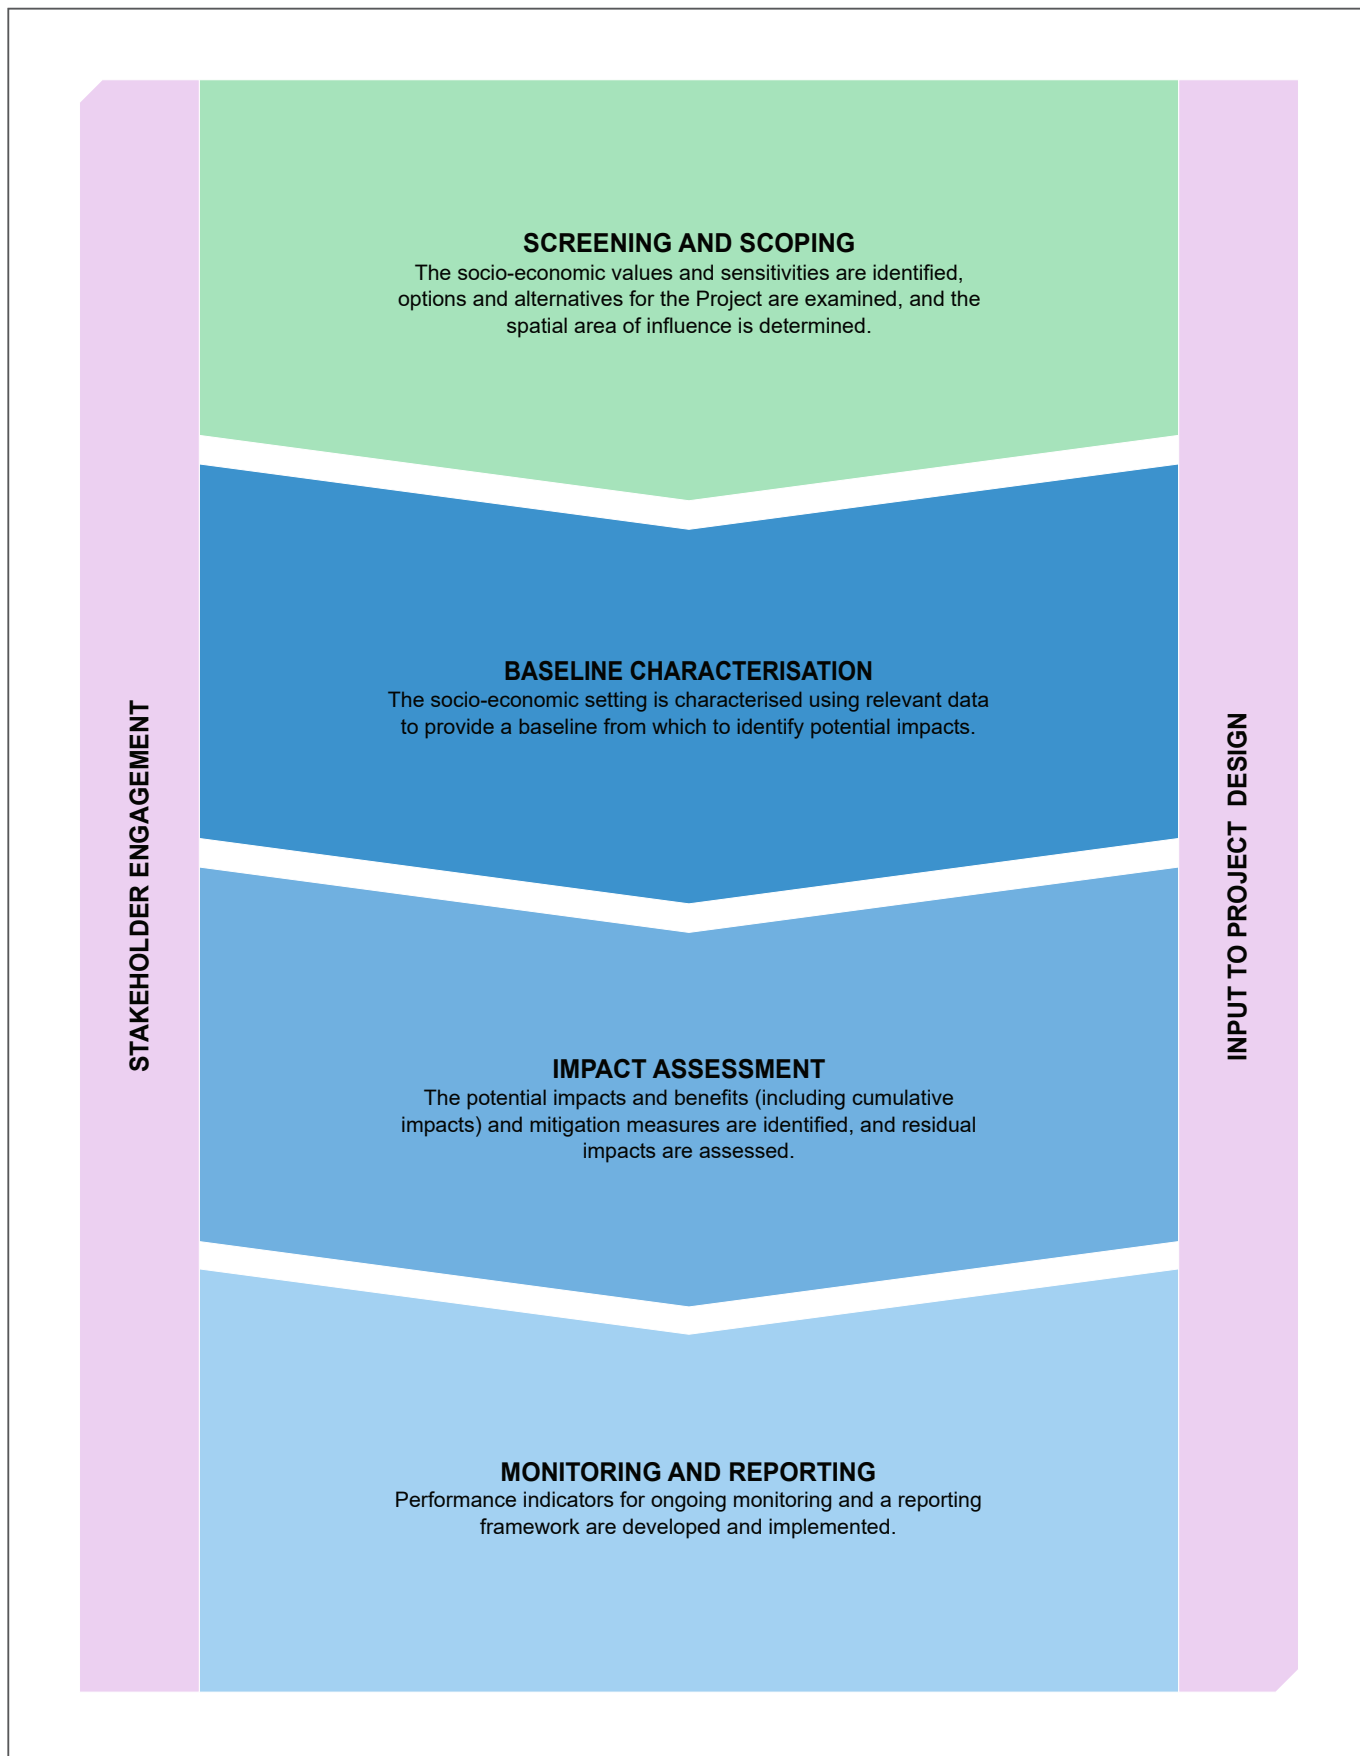 SCREENING AND SCOPING
The socio-economic values and sensitivities are identified,
options and alternatives for the Project are examined, and the
spatial area of influence is determined.
BASELINE CHARACTERISATION
The socio-economic setting is characterised using relevant data
to provide a baseline from which to identify potential impacts.
STAKEHOLDER ENGAGEMENT
INPUT TO PROJECT DESIGN
IMPACT ASSESSMENT
The potential impacts and benefits (including cumulative
impacts) and mitigation measures are identified, and residual
impacts are assessed.
MONITORING AND REPORTING
Performance indicators for ongoing monitoring and a reporting
framework are developed and implemented.